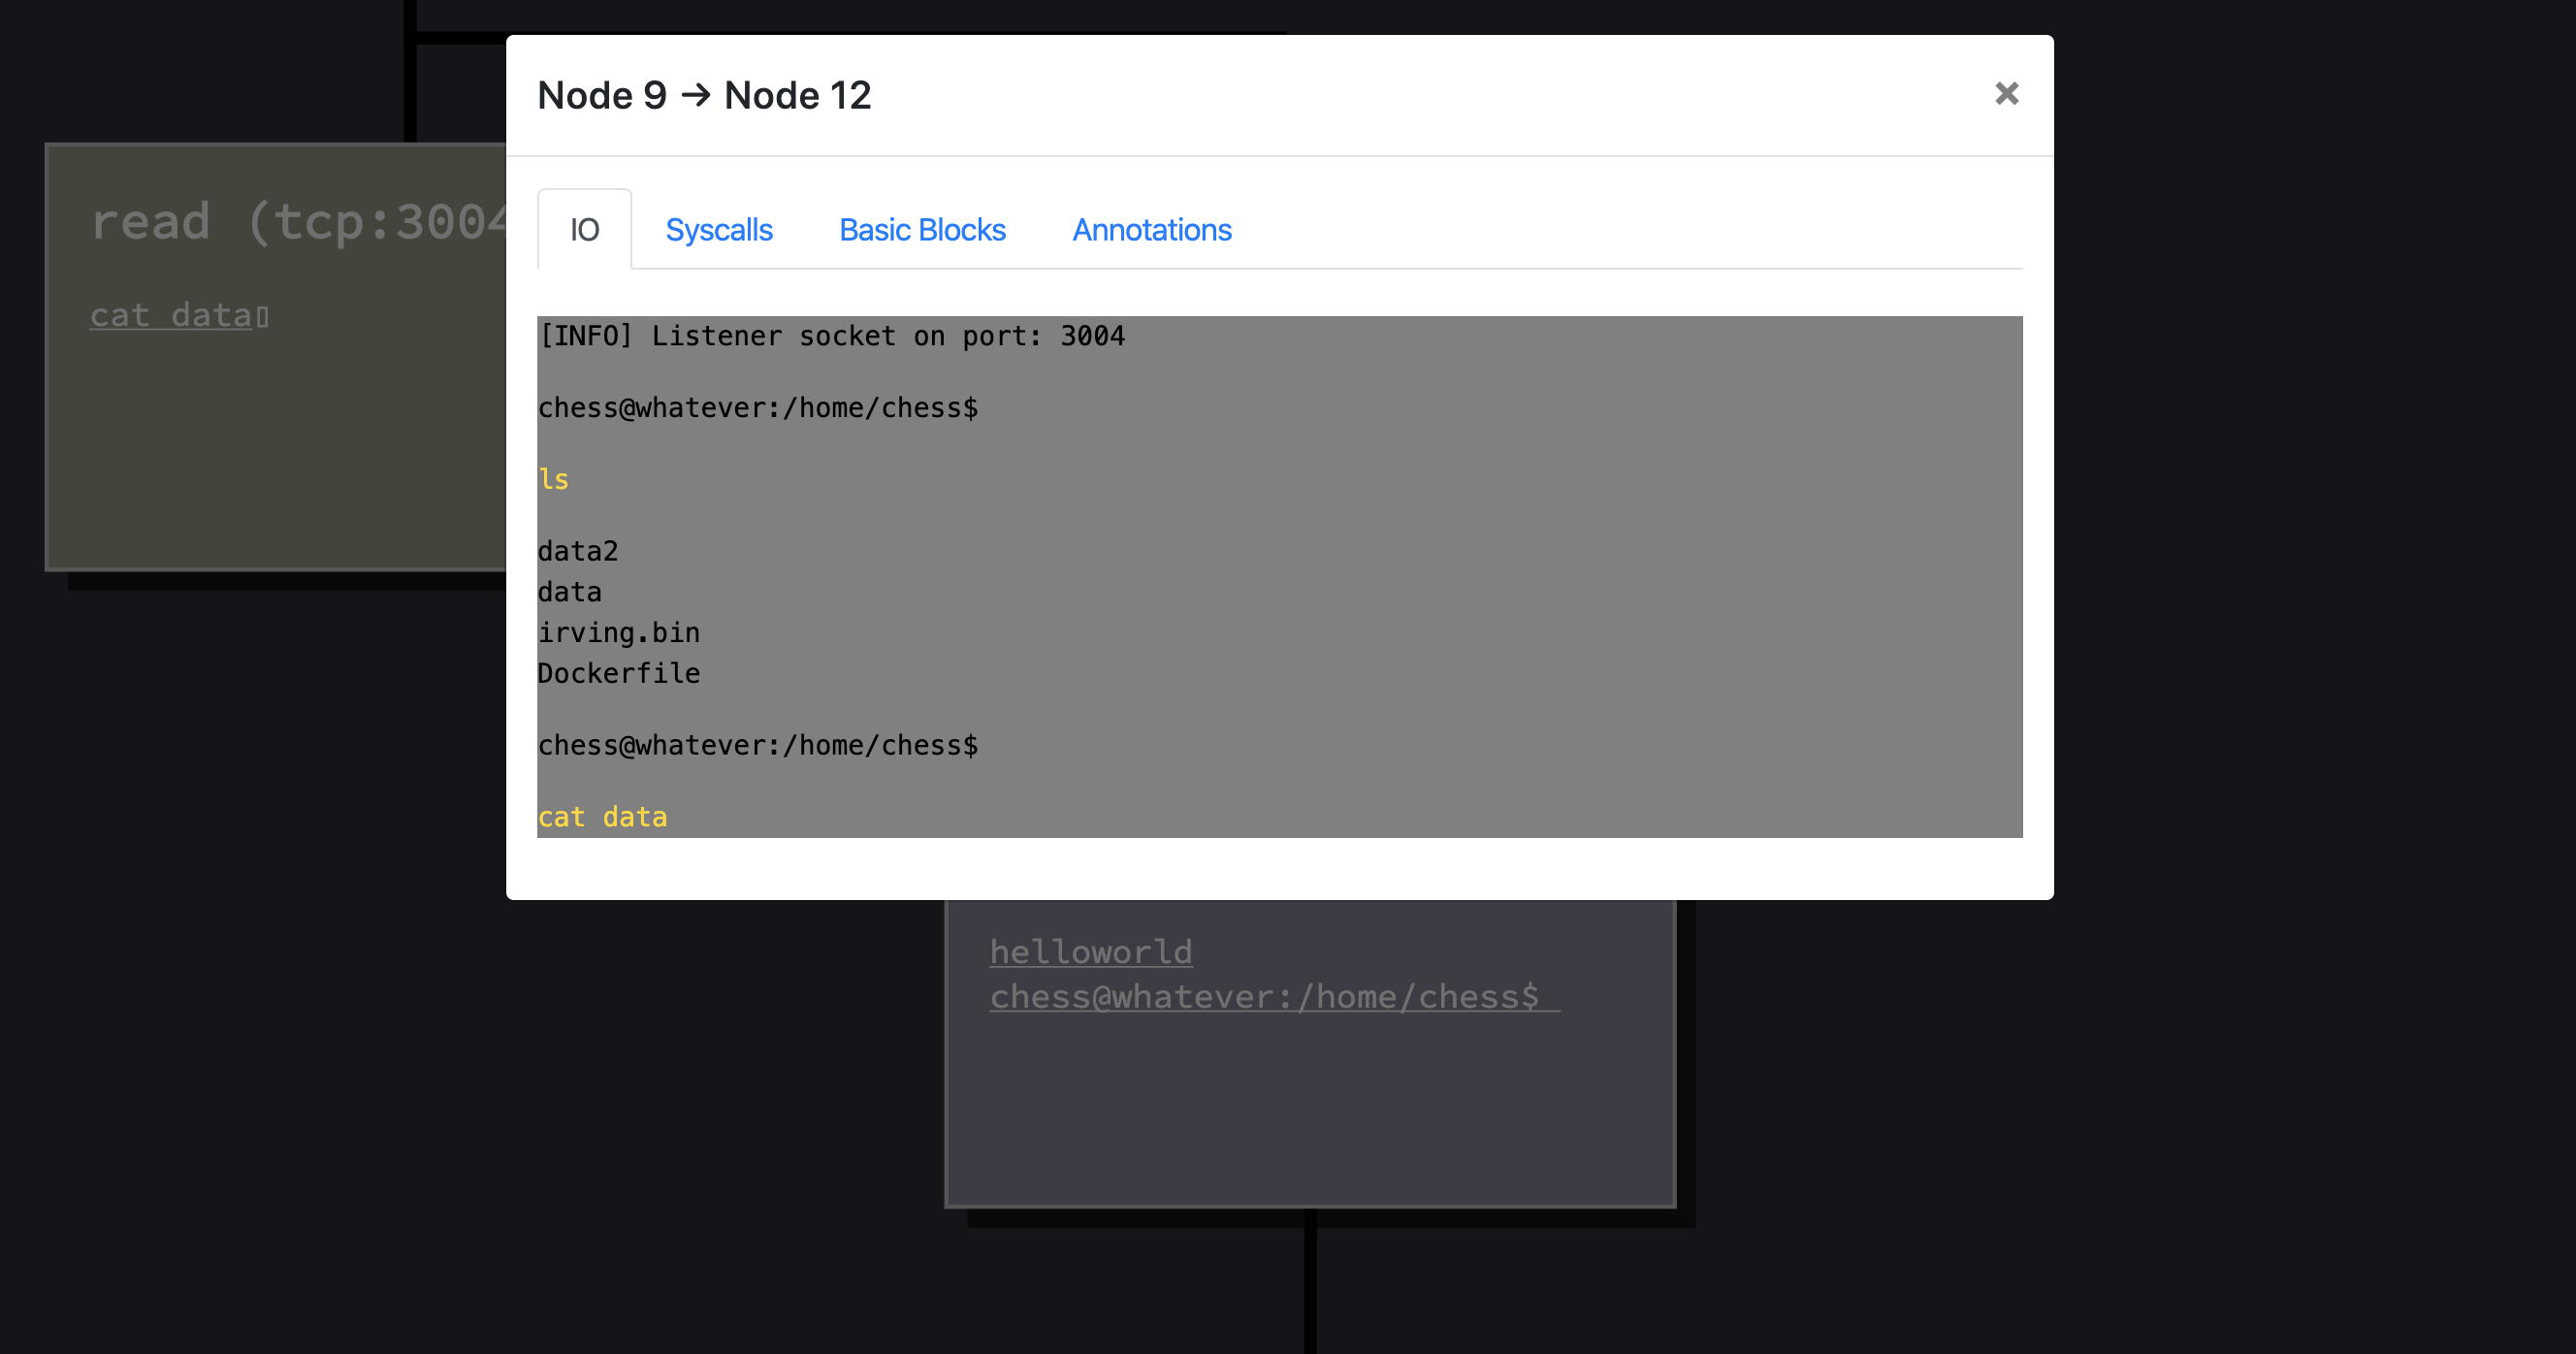 Node 9 → Node 12
×
IO Syscalls Basic Blocks Annotations
[INFO] Listener socket on port: 3004
chess@whatever:/home/chess$
ls
data2
data
irving.bin
Dockerfile
chess@whatever:/home/chess$
cat data
read (tcp:3004
cat data▯
helloworld
chess@whatever:/home/chess$